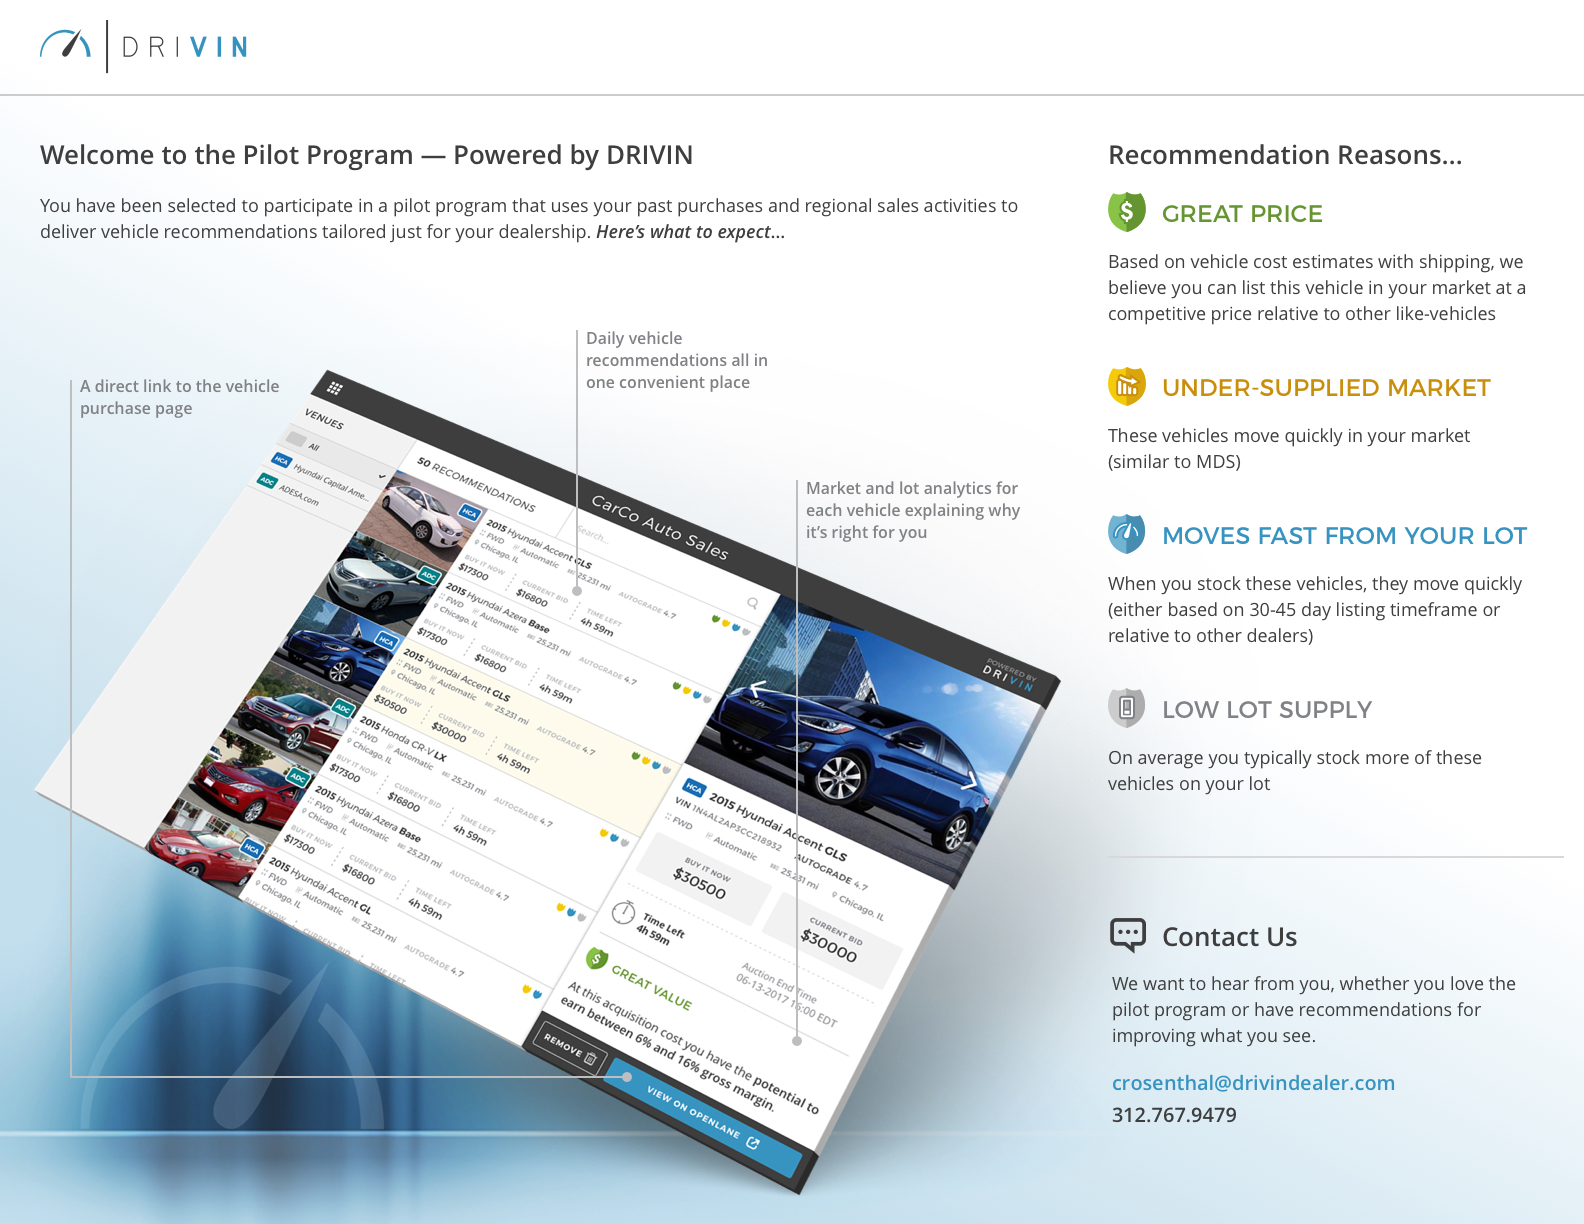 DRIVIN
Welcome to the Pilot Program — Powered by DRIVIN
You have been selected to participate in a pilot program that uses your past purchases and regional sales activities to
deliver vehicle recommendations tailored just for your dealership. Here's what to expect...
A direct link to the vehicle
purchase page
Daily vehicle
recommendations all in
one convenient place
Market and lot analytics for
each vehicle explaining why
it's right for you
CarCo Auto Sales
POWERED BY
DRIVIN
VENUES
All
HCA Hyundai Capital Ame...
ADC ADESA.com
50 RECOMMENDATIONS
Search...
HCA
2015 Hyundai Accent GLS
FWD Automatic 25,231 mi AUTOGRADE 4.7
Chicago, IL
BUY IT NOW CURRENT BID TIME LEFT
$17300 $16800 4h 59m
ADC
2015 Hyundai Azera Base
FWD Automatic 25,231 mi AUTOGRADE 4.7
Chicago, IL
BUY IT NOW CURRENT BID TIME LEFT
$17300 $16800 4h 59m
HCA
2015 Hyundai Accent GLS
FWD Automatic 25,231 mi AUTOGRADE 4.7
Chicago, IL
BUY IT NOW CURRENT BID TIME LEFT
$30500 $30000 4h 59m
ADC
2015 Honda CR-V LX
FWD Automatic 25,231 mi AUTOGRADE 4.7
Chicago, IL
BUY IT NOW CURRENT BID TIME LEFT
$17300 $16800 4h 59m
ADC
2015 Hyundai Azera Base
FWD Automatic 25,231 mi AUTOGRADE 4.7
Chicago, IL
BUY IT NOW CURRENT BID TIME LEFT
$17300 $16800 4h 59m
HCA
2015 Hyundai Accent GL
FWD Automatic 25,231 mi AUTOGRADE 4.7
Chicago, IL
BUY IT NOW CURRENT BID TIME LEFT
HCA 2015 Hyundai Accent GLS
VIN 1N4AL2AP3CC218932 AUTOGRADE 4.7
FWD Automatic 25,231 mi Chicago, IL
BUY IT NOW
$30500
CURRENT BID
$30000
Time Left
4h 59m
Auction End Time
06-13-2017 16:00 EDT
GREAT VALUE
At this acquisition cost you have the potential to
earn between 6% and 16% gross margin.
REMOVE
VIEW ON OPENLANE
Recommendation Reasons...
GREAT PRICE
Based on vehicle cost estimates with shipping, we
believe you can list this vehicle in your market at a
competitive price relative to other like-vehicles
UNDER-SUPPLIED MARKET
These vehicles move quickly in your market
(similar to MDS)
MOVES FAST FROM YOUR LOT
When you stock these vehicles, they move quickly
(either based on 30-45 day listing timeframe or
relative to other dealers)
LOW LOT SUPPLY
On average you typically stock more of these
vehicles on your lot
Contact Us
We want to hear from you, whether you love the
pilot program or have recommendations for
improving what you see.
crosenthal@drivindealer.com
312.767.9479